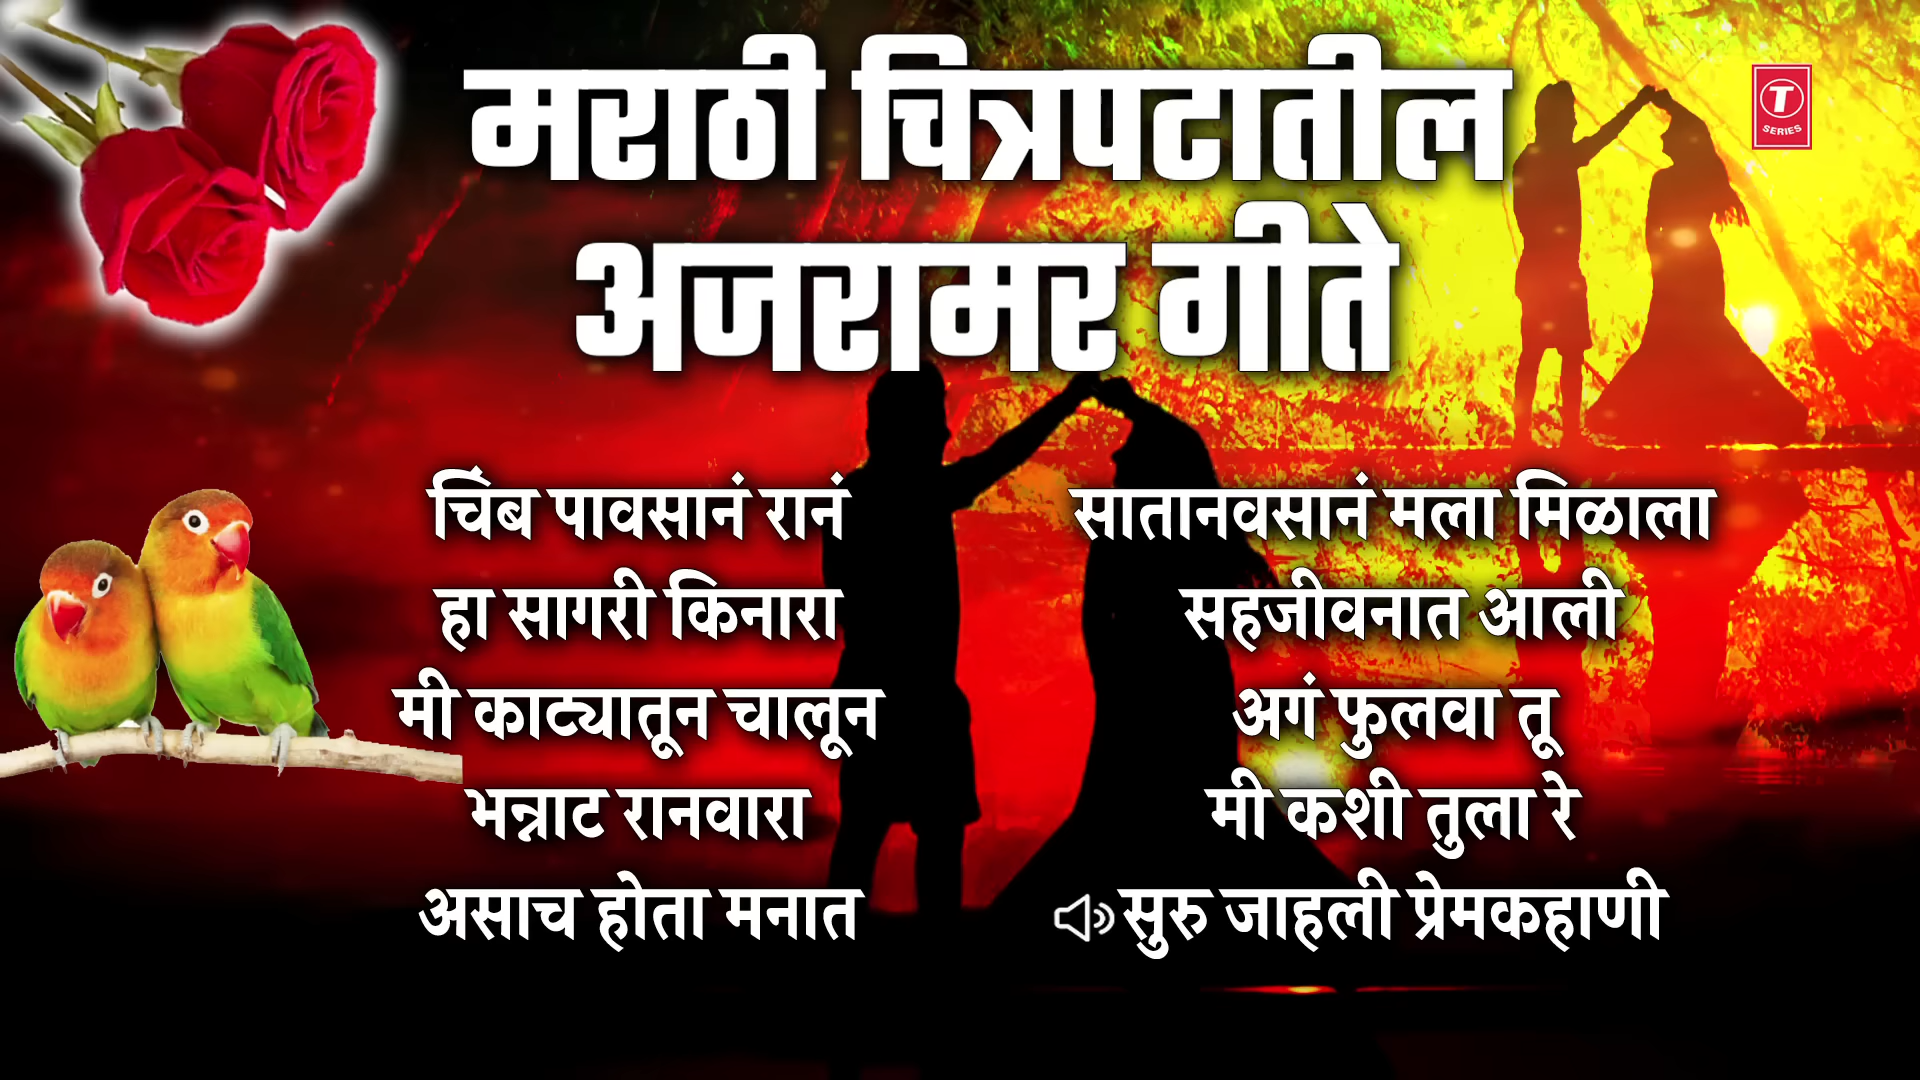 मराठी चित्रपटातील
अजरामर गीते
T
SERIES
चिंब पावसानं रानं
हा सागरी किनारा
मी काट्यातून चालून
भन्नाट रानवारा
असाच होता मनात
सातानवसानं मला मिळाला
सहजीवनात आली
अगं फुलवा तू
मी कशी तुला रे
सुरु जाहली प्रेमकहाणी